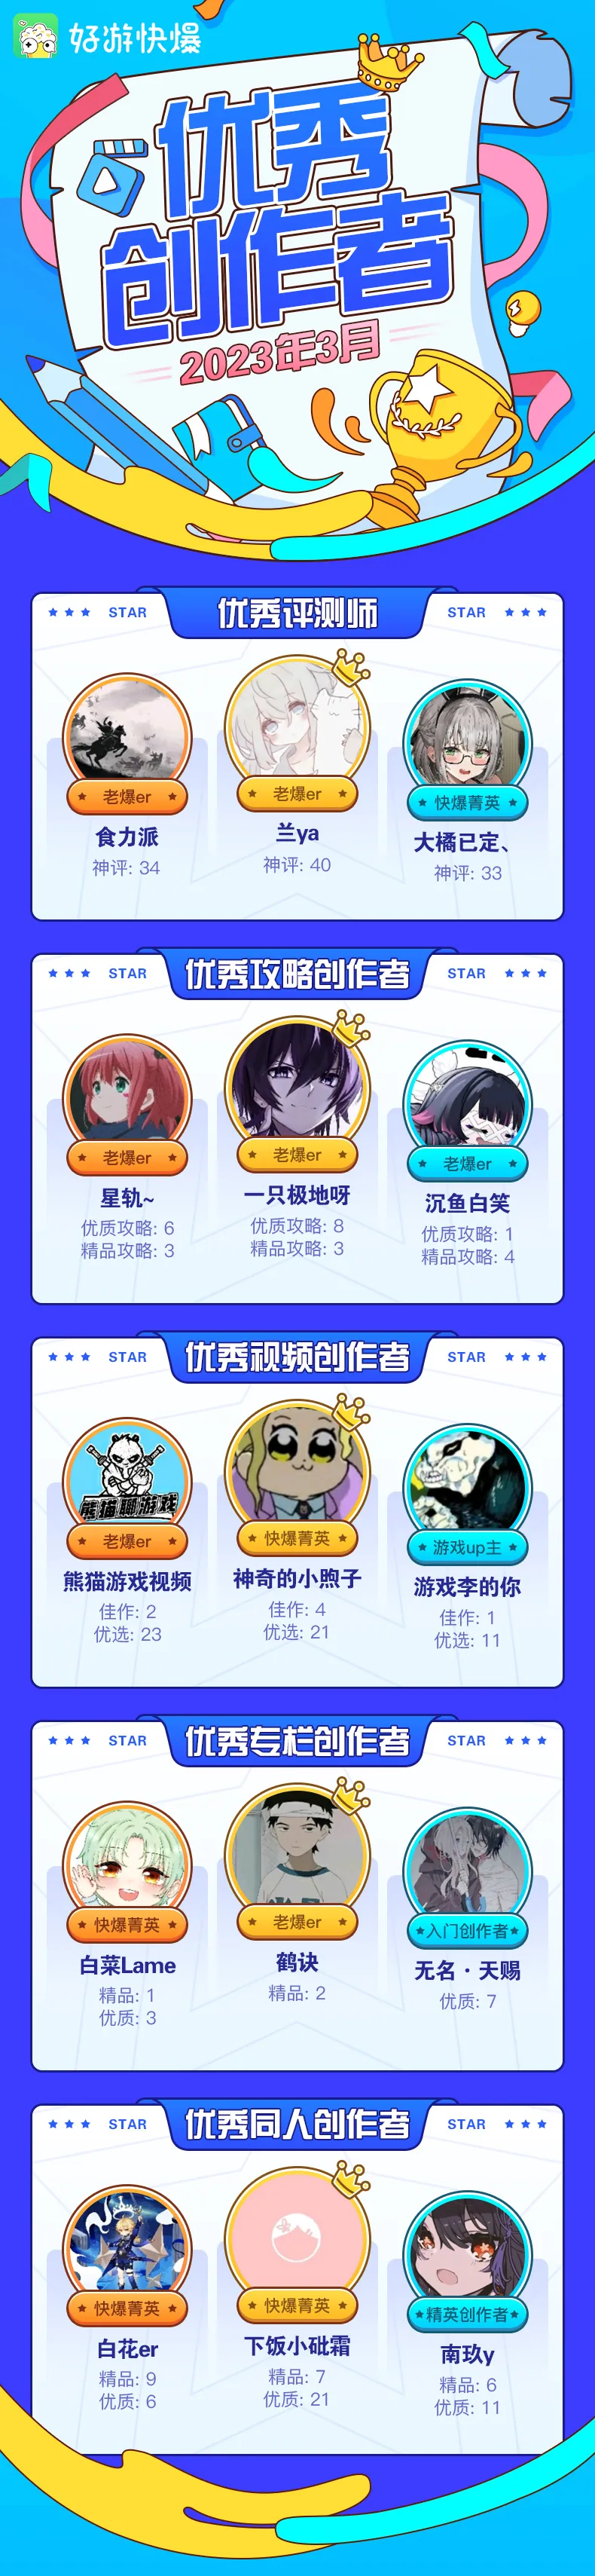 好游快爆
优秀
创作者
2023年3月
STAR 优秀评测师 STAR
老爆er 老爆er 快爆菁英
食力派 兰ya 大橘已定、
神评: 34 神评: 40 神评: 33
STAR 优秀攻略创作者 STAR
老爆er 老爆er 老爆er
星轨~ 一只极地呀 沉鱼白笑
优质攻略: 6 优质攻略: 8 优质攻略: 1
精品攻略: 3 精品攻略: 3 精品攻略: 4
STAR 优秀视频创作者 STAR
熊猫聊游戏
老爆er 快爆菁英 游戏up主
熊猫游戏视频 神奇的小煦子 游戏李的你
佳作: 2 佳作: 4 佳作: 1
优选: 23 优选: 21 优选: 11
STAR 优秀专栏创作者 STAR
快爆菁英 老爆er 入门创作者
白菜Lame 鹤诀 无名·天赐
精品: 1 精品: 2 优质: 7
优质: 3
STAR 优秀同人创作者 STAR
快爆菁英 快爆菁英 精英创作者
白花er 下饭小砒霜 南玖y
精品: 9 精品: 7 精品: 6
优质: 6 优质: 21 优质: 11